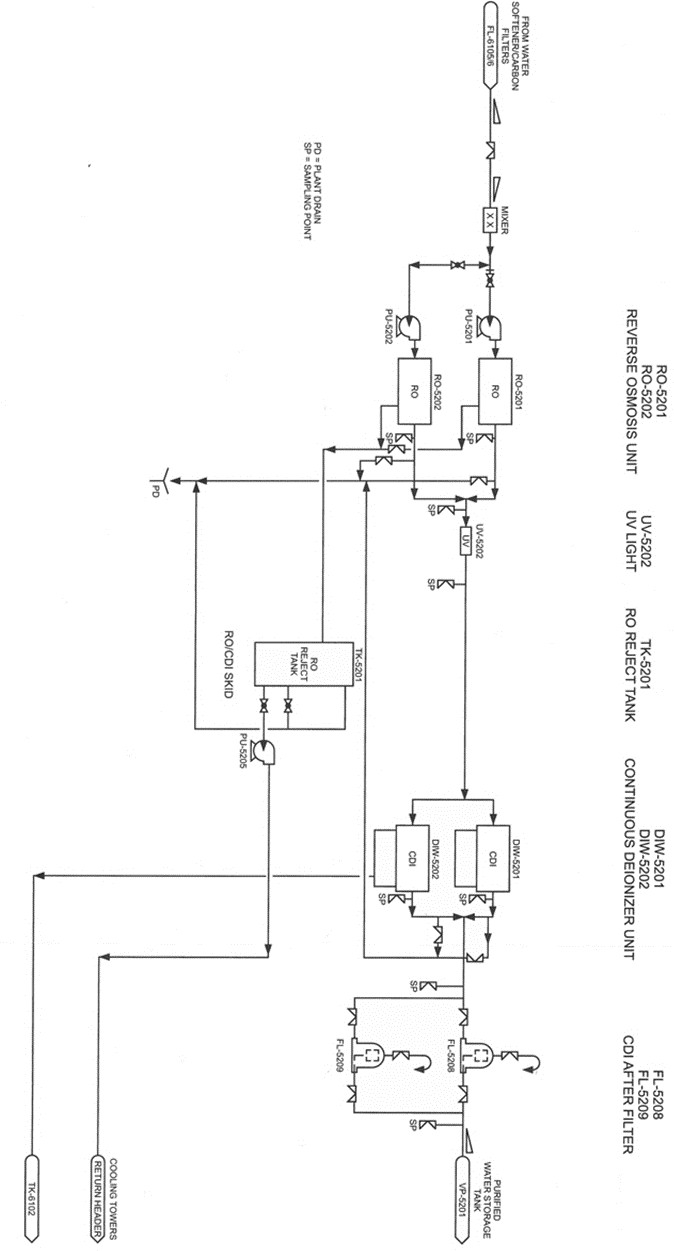 RO-5201
RO-5202
REVERSE OSMOSIS UNIT
UV-5202
UV LIGHT
TK-5201
RO REJECT TANK
DIW-5201
DIW-5202
CONTINUOUS DEIONIZER UNIT
FL-5208
FL-5209
CDI AFTER FILTER
FROM WATER
SOFTENER/CARBON
FILTERS
FL-6105/6
MIXER
X X
PU-5201
RO-5201
RO
SP
PU-5202
RO-5202
RO
SP
SP
UV-5202
UV
SP
DIW-5201
CDI
SP
DIW-5202
CDI
SP
SP
FL-5208
FL-5209
SP
PURIFIED
WATER STORAGE
TANK
VP-5201
PD = PLANT DRAIN
SP = SAMPLING POINT
PD
TK-5201
RO
REJECT
TANK
RO/CDI SKID
PU-5205
COOLING TOWERS
RETURN HEADER
TK-6102